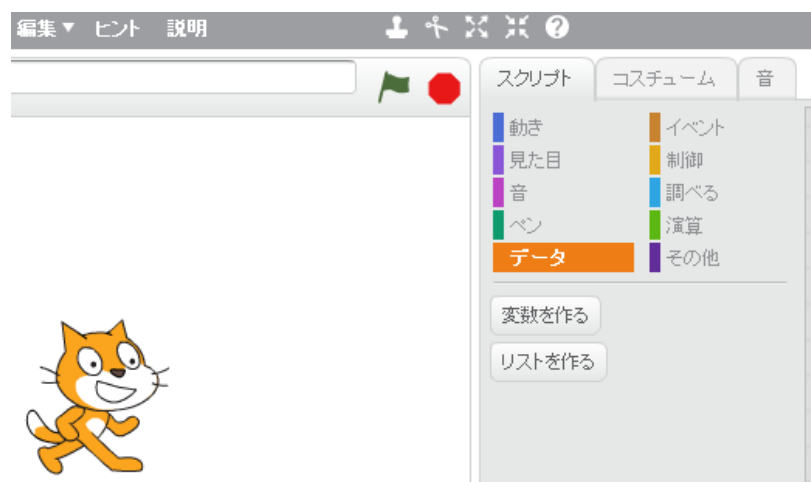 編集▼ ヒント 説明
スクリプト コスチューム 音
動き イベント
見た目 制御
音 調べる
ペン 演算
データ その他
変数を作る
リストを作る